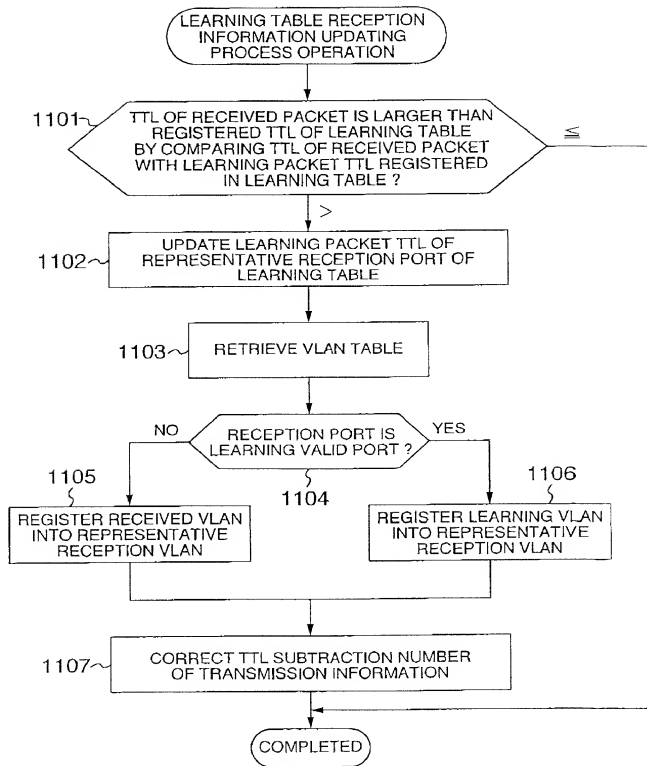 LEARNING TABLE RECEPTION
INFORMATION UPDATING
PROCESS OPERATION
1101
TTL OF RECEIVED PACKET IS LARGER THAN
REGISTERED TTL OF LEARNING TABLE
BY COMPARING TTL OF RECEIVED PACKET
WITH LEARNING PACKET TTL REGISTERED
IN LEARNING TABLE ?
≦
>
1102
UPDATE LEARNING PACKET TTL OF
REPRESENTATIVE RECEPTION PORT OF
LEARNING TABLE
1103
RETRIEVE VLAN TABLE
NO
RECEPTION PORT IS
LEARNING VALID PORT ?
YES
1104
1105
REGISTER RECEIVED VLAN
INTO REPRESENTATIVE
RECEPTION VLAN
1106
REGISTER LEARNING VLAN
INTO REPRESENTATIVE
RECEPTION VLAN
1107
CORRECT TTL SUBTRACTION NUMBER
OF TRANSMISSION INFORMATION
COMPLETED